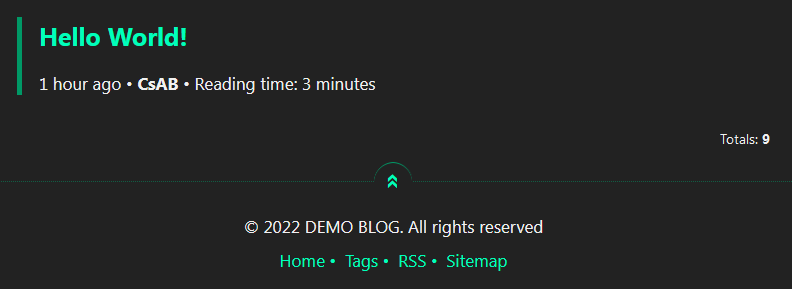 Hello World!
1 hour ago • CsAB • Reading time: 3 minutes
Totals: 9
© 2022 DEMO BLOG. All rights reserved
Home • Tags • RSS • Sitemap